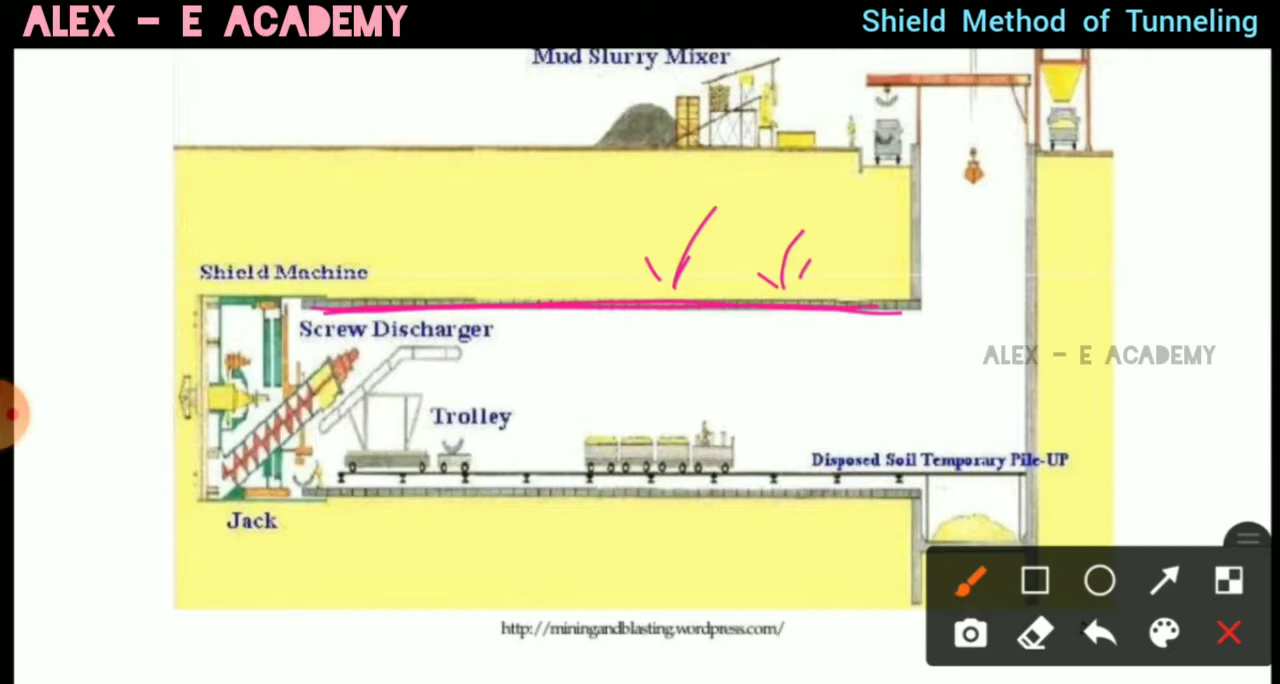 ALEX - E ACADEMY
Shield Method of Tunneling
Mud Slurry Mixer
Shield Machine
Screw Discharger
ALEX - E ACADEMY
Trolley
Disposed Soil Temporary Pile-UP
Jack
http://miningandblasting.wordpress.com/